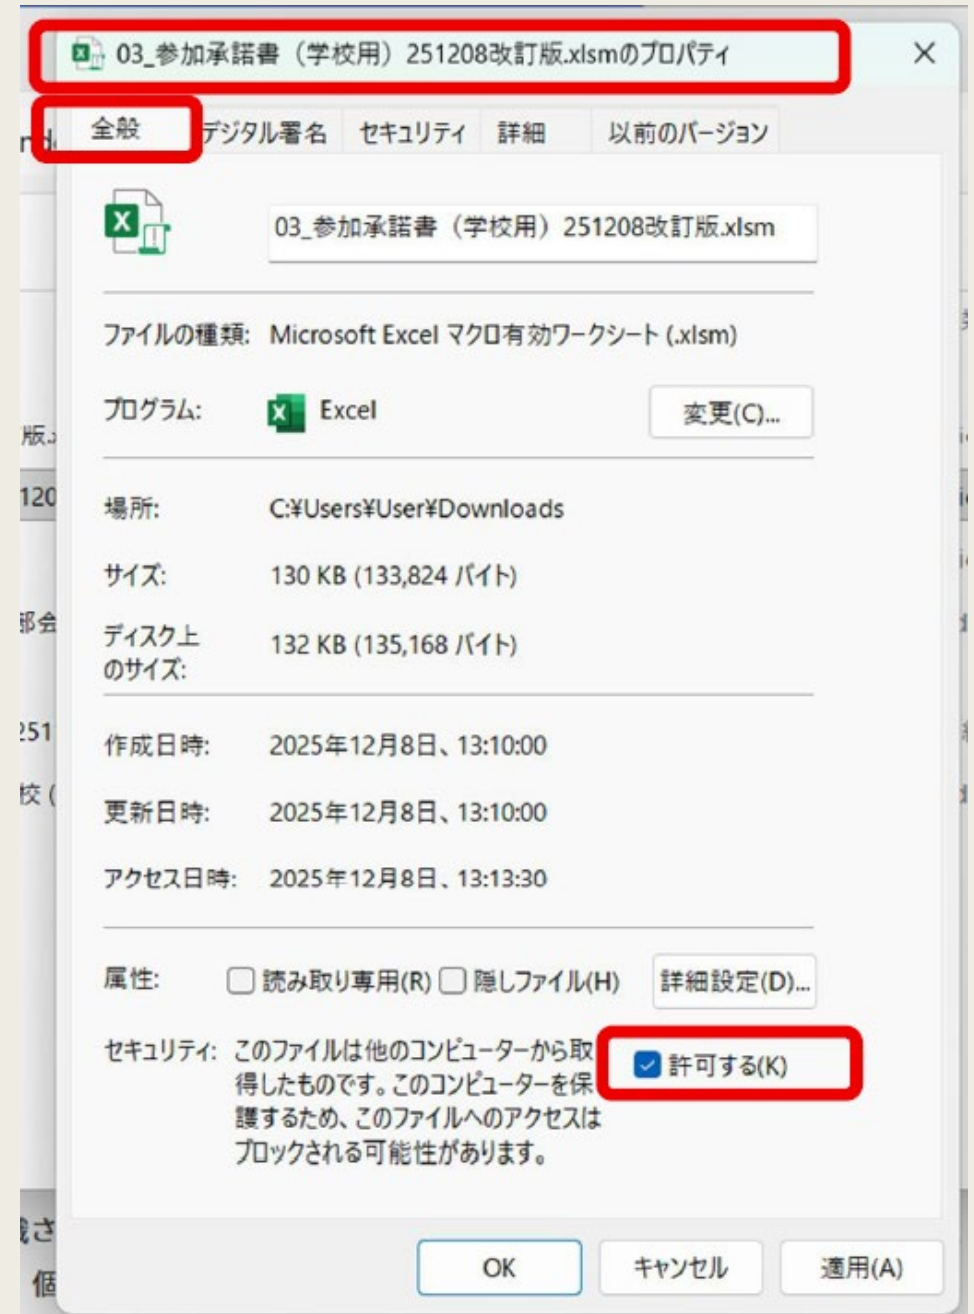 03_参加承諾書（学校用）251208改訂版.xlsmのプロパティ
全般 デジタル署名 セキュリティ 詳細 以前のバージョン
03_参加承諾書（学校用）251208改訂版.xlsm
ファイルの種類: Microsoft Excel マクロ有効ワークシート (.xlsm)
プログラム: Excel 変更(C)...
版.
120
場所: C:¥Users¥User¥Downloads
サイズ: 130 KB (133,824 バイト)
部会
ディスク上
のサイズ: 132 KB (135,168 バイト)
251
作成日時: 2025年12月8日、13:10:00
校 (
更新日時: 2025年12月8日、13:10:00
アクセス日時: 2025年12月8日、13:13:30
属性: 読み取り専用(R) 隠しファイル(H) 詳細設定(D)...
セキュリティ: このファイルは他のコンピューターから取
得したものです。このコンピューターを保
護するため、このファイルへのアクセスは
ブロックされる可能性があります。
許可する(K)
さ
個
OK キャンセル 適用(A)